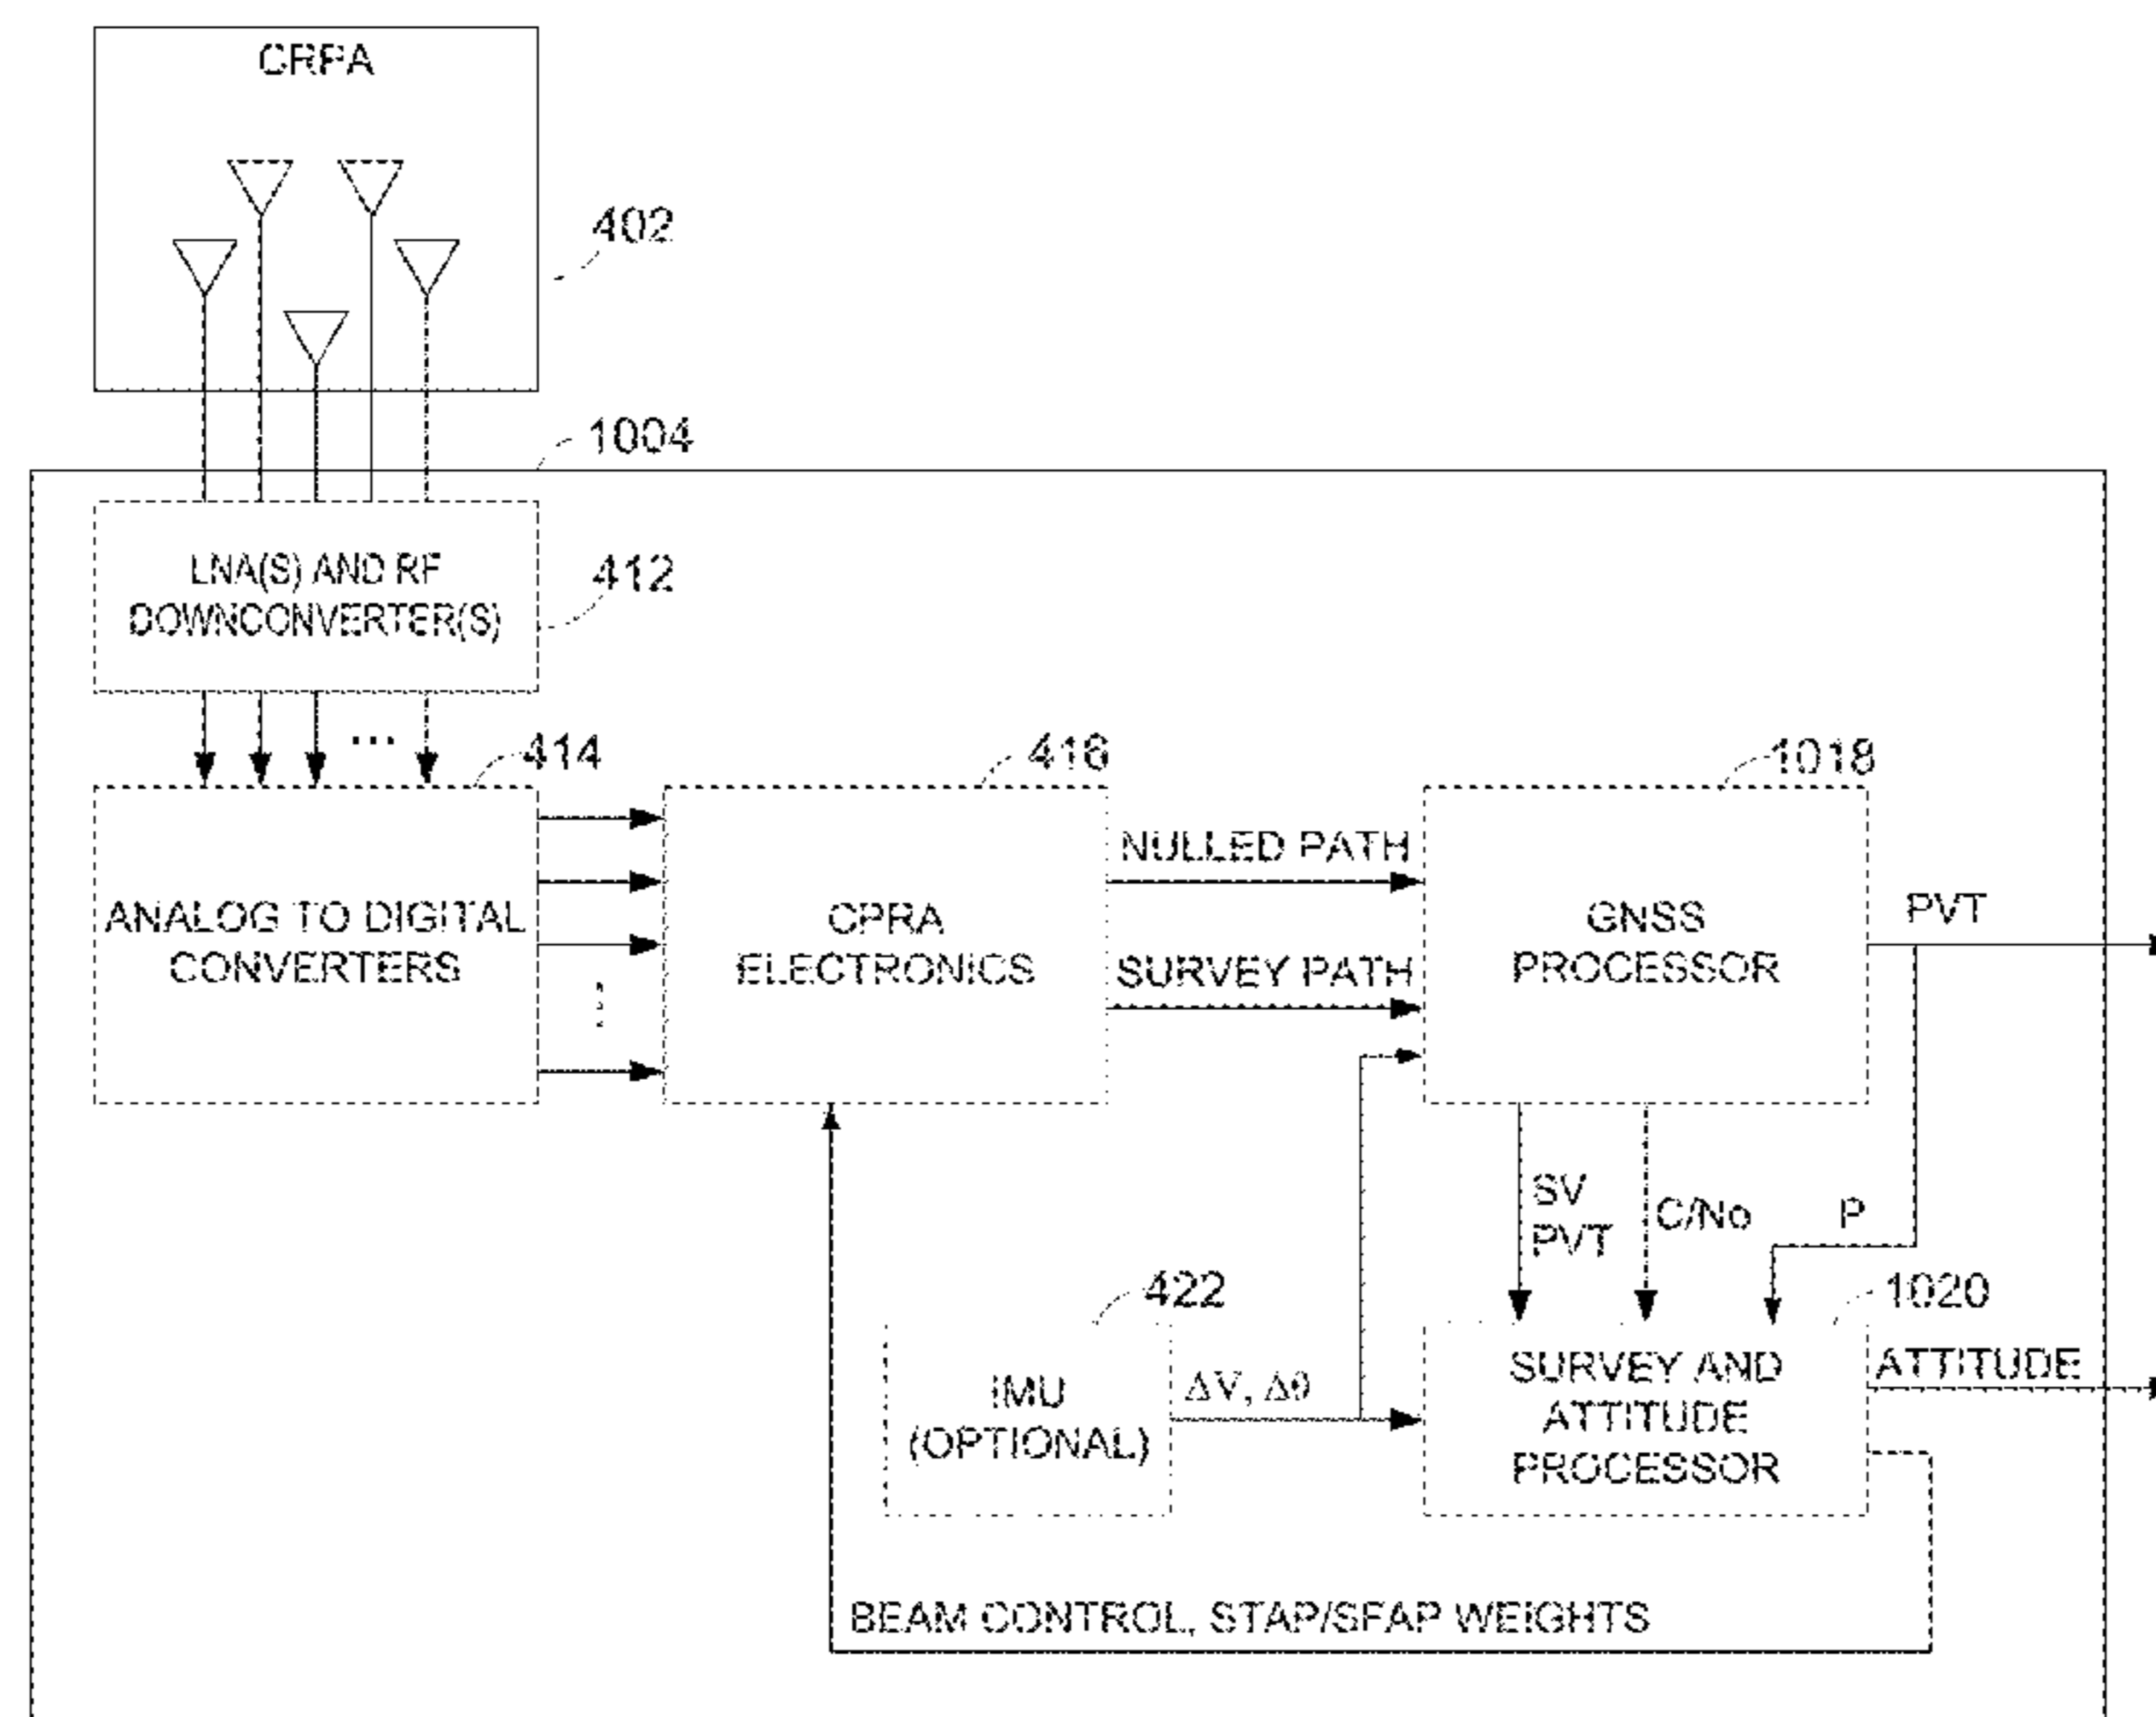 CRPA
402
1004
LNA(S) AND RF
DOWNCONVERTER(S)
412
...
414
416
1018
ANALOG TO DIGITAL
CONVERTERS
CPRA
ELECTRONICS
NULLED PATH
SURVEY PATH
GNSS
PROCESSOR
PVT
SV
PVT
C/No
P
422
1020
IMU
(OPTIONAL)
ΔV, Δθ
SURVEY AND
ATTITUDE
PROCESSOR
ATTITUDE
BEAM CONTROL, STAP/SFAP WEIGHTS